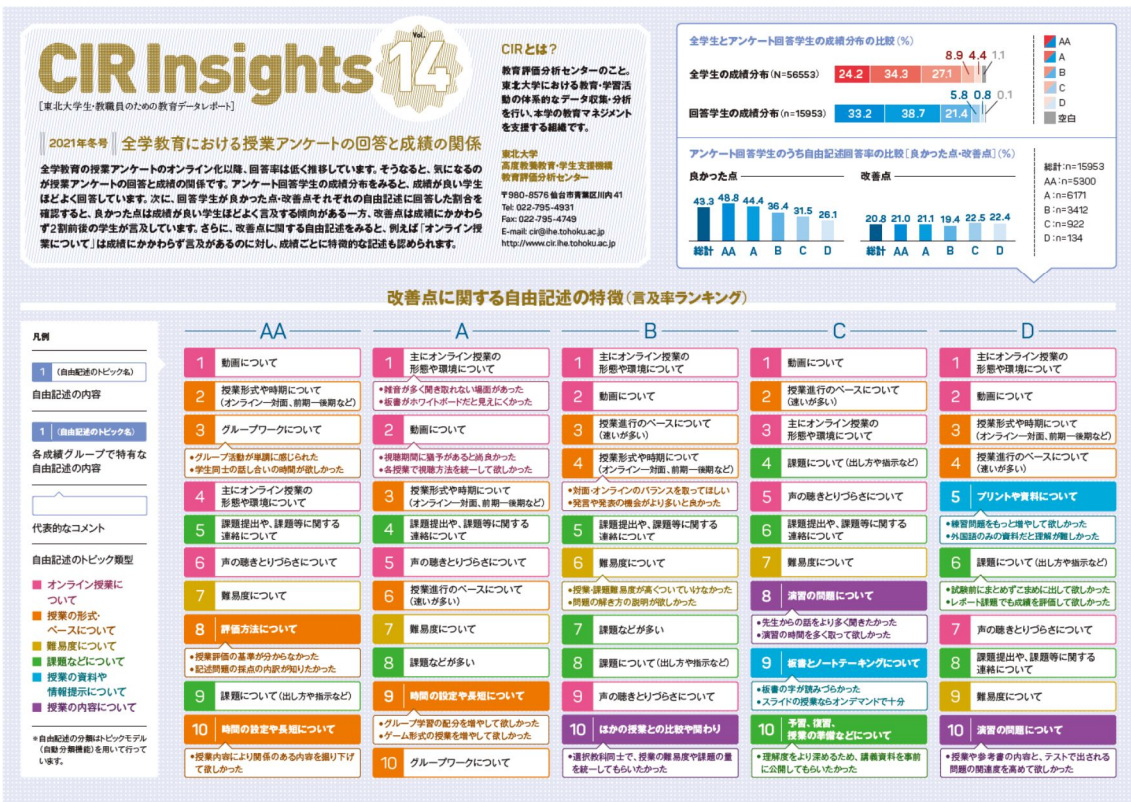 CIR Insights
Vol.
14
[東北大学生・教職員のための教育データレポート]
2021年冬号 全学教育における授業アンケートの回答と成績の関係
全学教育の授業アンケートのオンライン化以降、回答率は低く推移しています。そうなると、気になるの
が授業アンケートの回答と成績の関係です。アンケート回答学生の成績分布をみると、成績が良い学生
ほどよく回答しています。次に、回答学生が良かった点・改善点それぞれの自由記述に回答した割合を
確認すると、良かった点は成績が良い学生ほどよく言及する傾向がある一方、改善点は成績にかかわら
ず2割前後の学生が言及しています。さらに、改善点に関する自由記述をみると、例えば「オンライン授
業について」は成績にかかわらず言及があるのに対し、成績ごとに特徴的な記述も認められます。
CIRとは?
教育評価分析センターのこと。
東北大学における教育・学習活
動の体系的なデータ収集・分析
を行い、本学の教育マネジメント
を支援する組織です。
東北大学
高度教養教育・学生支援機構
教育評価分析センター
〒980-8576 仙台市青葉区川内41
Tel: 022-795-4931
Fax: 022-795-4749
E-mail: cir@ihe.tohoku.ac.jp
http://www.cir.ihe.tohoku.ac.jp
全学生とアンケート回答学生の成績分布の比較(%)
8.9 4.4 1.1
全学生の成績分布(N=56553) 24.2 34.3 27.1
5.8 0.8 0.1
回答学生の成績分布(n=15953) 33.2 38.7 21.4
AA
A
B
C
D
空白
アンケート回答学生のうち自由記述回答率の比較[良かった点・改善点](%)
良かった点
43.3 48.8 44.4 36.4 31.5 26.1
総計 AA A B C D
改善点
20.8 21.0 21.1 19.4 22.5 22.4
総計 AA A B C D
総計:n=15953
AA:n=5300
A:n=6171
B:n=3412
C:n=922
D:n=134
改善点に関する自由記述の特徴(言及率ランキング)
凡例
1 (自由記述のトピック名)
自由記述の内容
1 (自由記述のトピック名)
各成績グループで特有な
自由記述の内容
代表的なコメント
自由記述のトピック類型
オンライン授業に
ついて
授業の形式・
ペースについて
難易度について
課題などについて
授業の資料や
情報提示について
授業の内容について
*自由記述の分類はトピックモデル
(自動分類機能)を用いて行って
います。
AA
1 動画について
2 授業形式や時期について
(オンライン―対面、前期―後期など)
3 グループワークについて
•グループ活動が単調に感じられた
•学生同士の話し合いの時間が欲しかった
4 主にオンライン授業の
形態や環境について
5 課題提出や、課題等に関する
連絡について
6 声の聴きとりづらさについて
7 難易度について
8 評価方法について
•授業評価の基準が分からなかった
•記述問題の採点の内訳が知りたかった
9 課題について(出し方や指示など)
10 時間の設定や長短について
•授業内容により関係のある内容を掘り下げ
て欲しかった
A
1 主にオンライン授業の
形態や環境について
•雑音が多く聞き取れない場面があった
•板書がホワイトボードだと見えにくかった
2 動画について
•視聴期間に猶予があると尚良かった
•各授業で視聴方法を統一して欲しかった
3 授業形式や時期について
(オンライン―対面、前期―後期など)
4 課題提出や、課題等に関する
連絡について
5 声の聴きとりづらさについて
6 授業進行のペースについて
(速いが多い)
7 難易度について
8 課題などが多い
9 時間の設定や長短について
•グループ学習の配分を増やして欲しかった
•ゲーム形式の授業を増やして欲しかった
10 グループワークについて
B
1 主にオンライン授業の
形態や環境について
2 動画について
3 授業進行のペースについて
(速いが多い)
4 授業形式や時期について
(オンライン―対面、前期―後期など)
•対面・オンラインのバランスを取ってほしい
•発言や発表の機会がより多いと良かった
5 課題提出や、課題等に関する
連絡について
6 難易度について
•授業・課題難易度が高くついていけなかった
•問題の解き方の説明が欲しかった
7 課題などが多い
8 課題について(出し方や指示など)
9 声の聴きとりづらさについて
10 ほかの授業との比較や関わり
•選択教科同士で、授業の難易度や課題の量
を統一してもらいたかった
C
1 動画について
2 授業進行のペースについて
(速いが多い)
3 主にオンライン授業の
形態や環境について
4 課題について(出し方や指示など)
5 声の聴きとりづらさについて
6 課題提出や、課題等に関する
連絡について
7 難易度について
8 演習の問題について
•先生からの話をより多く聞きたかった
•演習の時間を多く取って欲しかった
9 板書とノートテーキングについて
•板書の字が読みづらかった
•スライドの授業ならオンデマンドで十分
10 予習、復習、
授業の準備などについて
•理解度をより深めるため、講義資料を事前
に公開してもらいたかった
D
1 主にオンライン授業の
形態や環境について
2 動画について
3 授業形式や時期について
(オンライン―対面、前期―後期など)
4 授業進行のペースについて
(速いが多い)
5 プリントや資料について
•練習問題をもっと増やして欲しかった
•外国語のみの資料だと理解が難しかった
6 課題について(出し方や指示など)
•試験前にまとめずこまめに出して欲しかった
•レポート課題でも成績を評価して欲しかった
7 声の聴きとりづらさについて
8 課題提出や、課題等に関する
連絡について
9 難易度について
10 演習の問題について
•授業や参考書の内容と、テストで出される
問題の関連度を高めて欲しかった